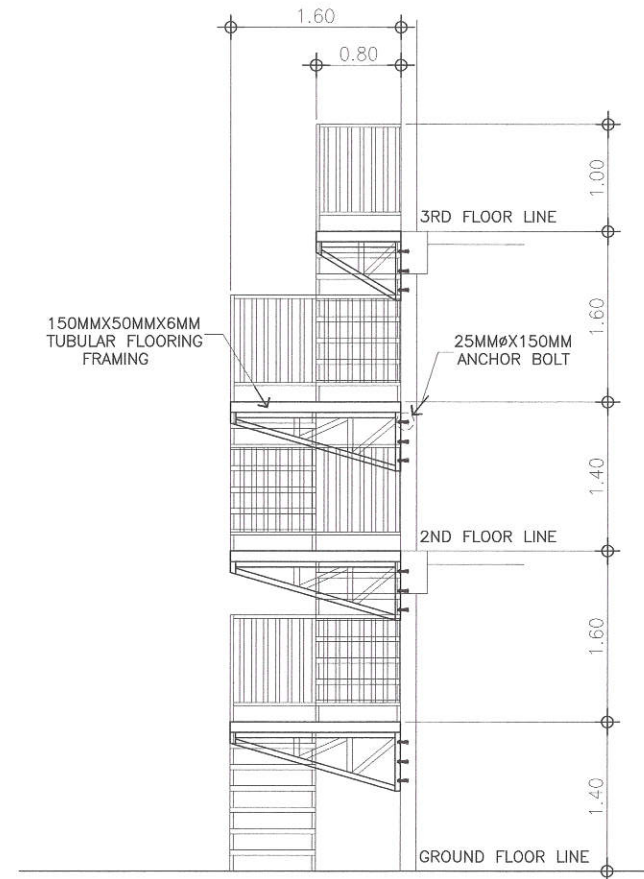 1.60
0.80
1.00
3RD FLOOR LINE
1.60
150MMX50MMX6MM
TUBULAR FLOORING
FRAMING
25MMøX150MM
ANCHOR BOLT
1.40
2ND FLOOR LINE
1.60
1.40
GROUND FLOOR LINE